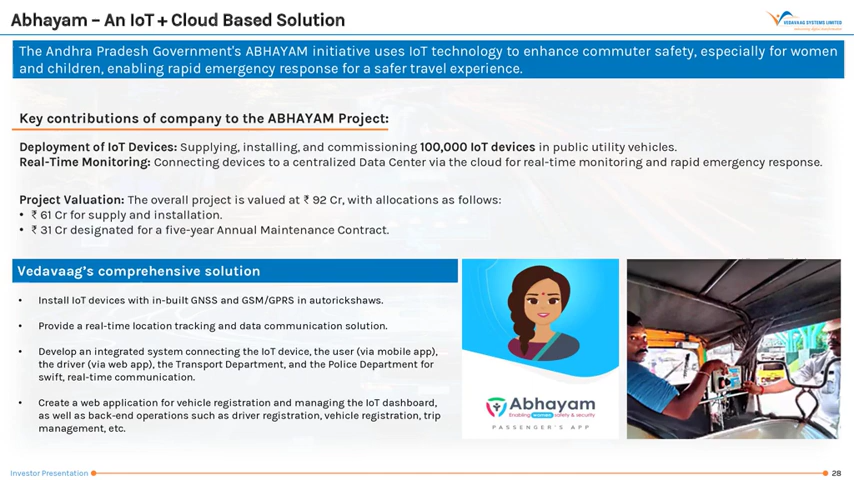 Abhayam – An IoT + Cloud Based Solution
VEDAVAAG SYSTEMS LIMITED
The Andhra Pradesh Government's ABHAYAM initiative uses IoT technology to enhance commuter safety, especially for women
and children, enabling rapid emergency response for a safer travel experience.
Key contributions of company to the ABHAYAM Project:
Deployment of IoT Devices: Supplying, installing, and commissioning 100,000 IoT devices in public utility vehicles.
Real-Time Monitoring: Connecting devices to a centralized Data Center via the cloud for real-time monitoring and rapid emergency response.
Project Valuation: The overall project is valued at ₹ 92 Cr, with allocations as follows:
• ₹ 61 Cr for supply and installation.
• ₹ 31 Cr designated for a five-year Annual Maintenance Contract.
Vedavaag’s comprehensive solution
• Install IoT devices with in-built GNSS and GSM/GPRS in autorickshaws.
• Provide a real-time location tracking and data communication solution.
• Develop an integrated system connecting the IoT device, the user (via mobile app),
the driver (via web app), the Transport Department, and the Police Department for
swift, real-time communication.
• Create a web application for vehicle registration and managing the IoT dashboard,
as well as back-end operations such as driver registration, vehicle registration, trip
management, etc.
Abhayam
Enabling women safety & security
PASSENGER'S APP
Investor Presentation
28